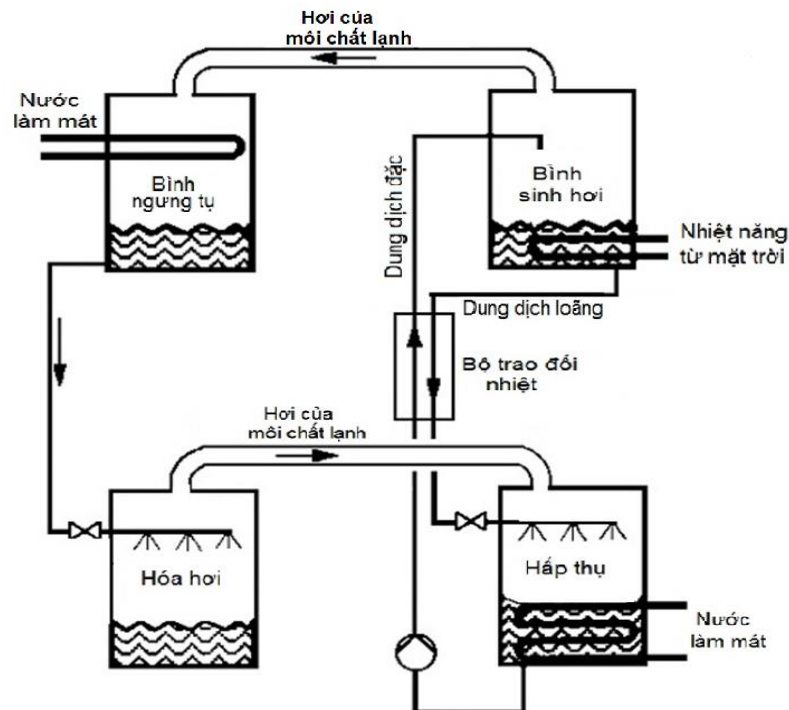 Hơi của
môi chất lạnh
Nước
làm mát
Bình
ngưng tụ
Dung dịch đặc
Bình
sinh hơi
Nhiệt năng
từ mặt trời
Dung dịch loãng
Bộ trao đổi
nhiệt
Hơi của
môi chất lạnh
Hóa hơi
Hấp thụ
Nước
làm mát